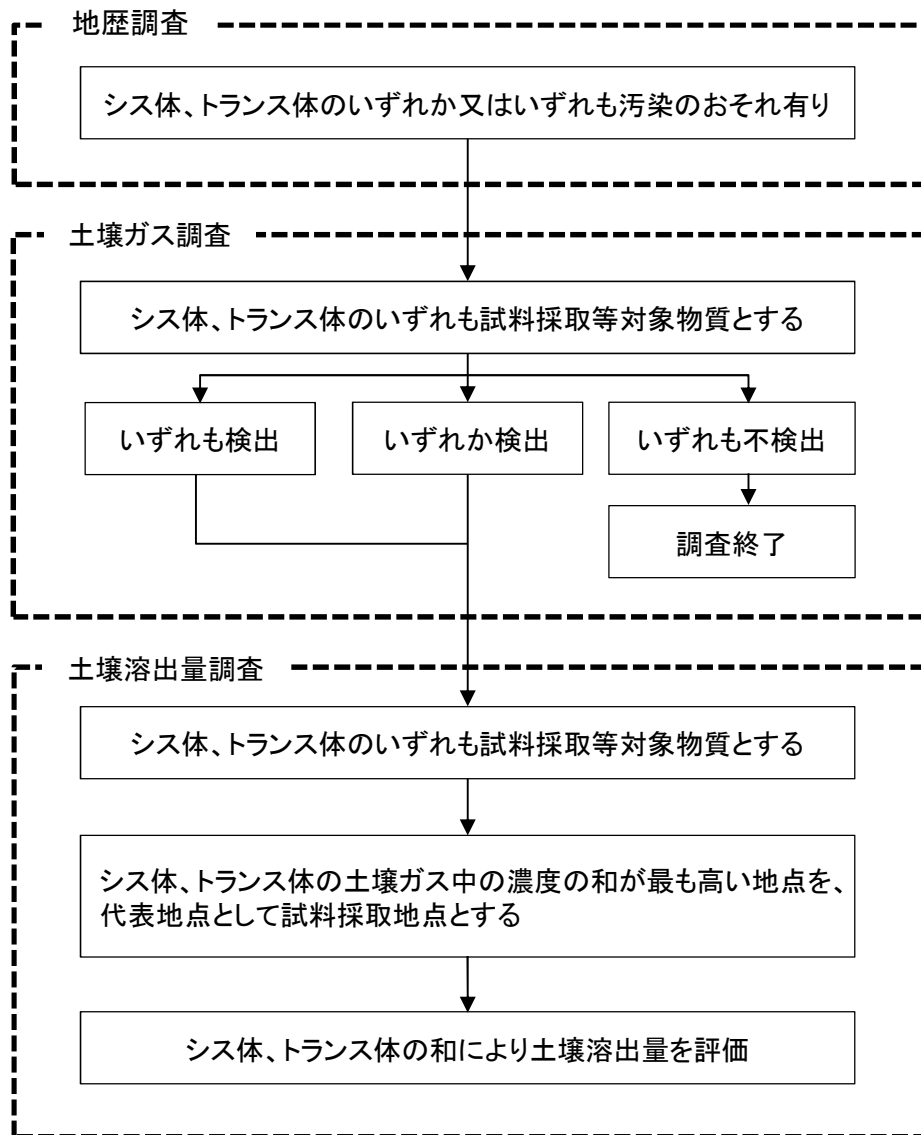 地歴調査
シス体、トランス体のいずれか又はいずれも汚染のおそれ有り
土壌ガス調査
シス体、トランス体のいずれも試料採取等対象物質とする
いずれも検出
いずれか検出
いずれも不検出
調査終了
土壌溶出量調査
シス体、トランス体のいずれも試料採取等対象物質とする
シス体、トランス体の土壌ガス中の濃度の和が最も高い地点を、
代表地点として試料採取地点とする
シス体、トランス体の和により土壌溶出量を評価